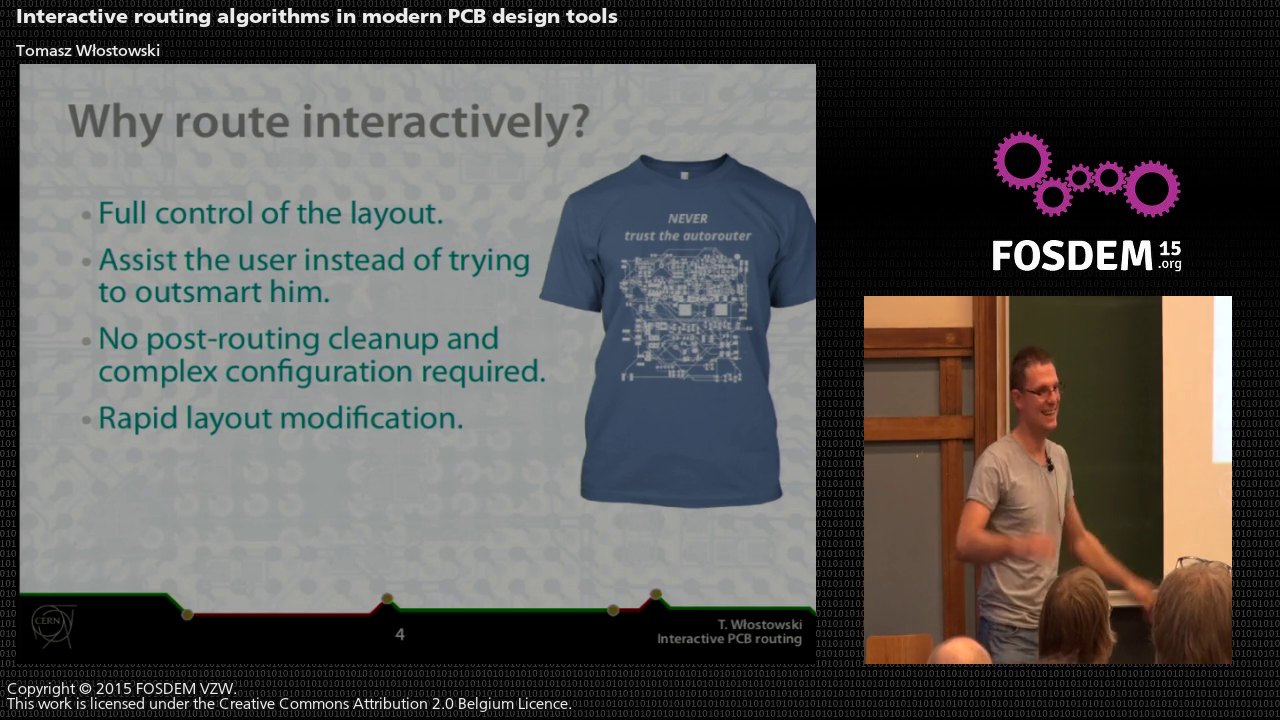 Interactive routing algorithms in modern PCB design tools
Tomasz Włostowski
Why route interactively?
Full control of the layout.
Assist the user instead of trying
to outsmart him.
No post-routing cleanup and
complex configuration required.
Rapid layout modification.
NEVER
trust the autorouter
CERN
4
T. Włostowski
Interactive PCB routing
FOSDEM 15
.org
Copyright © 2015 FOSDEM VZW.
This work is licensed under the Creative Commons Attribution 2.0 Belgium Licence.